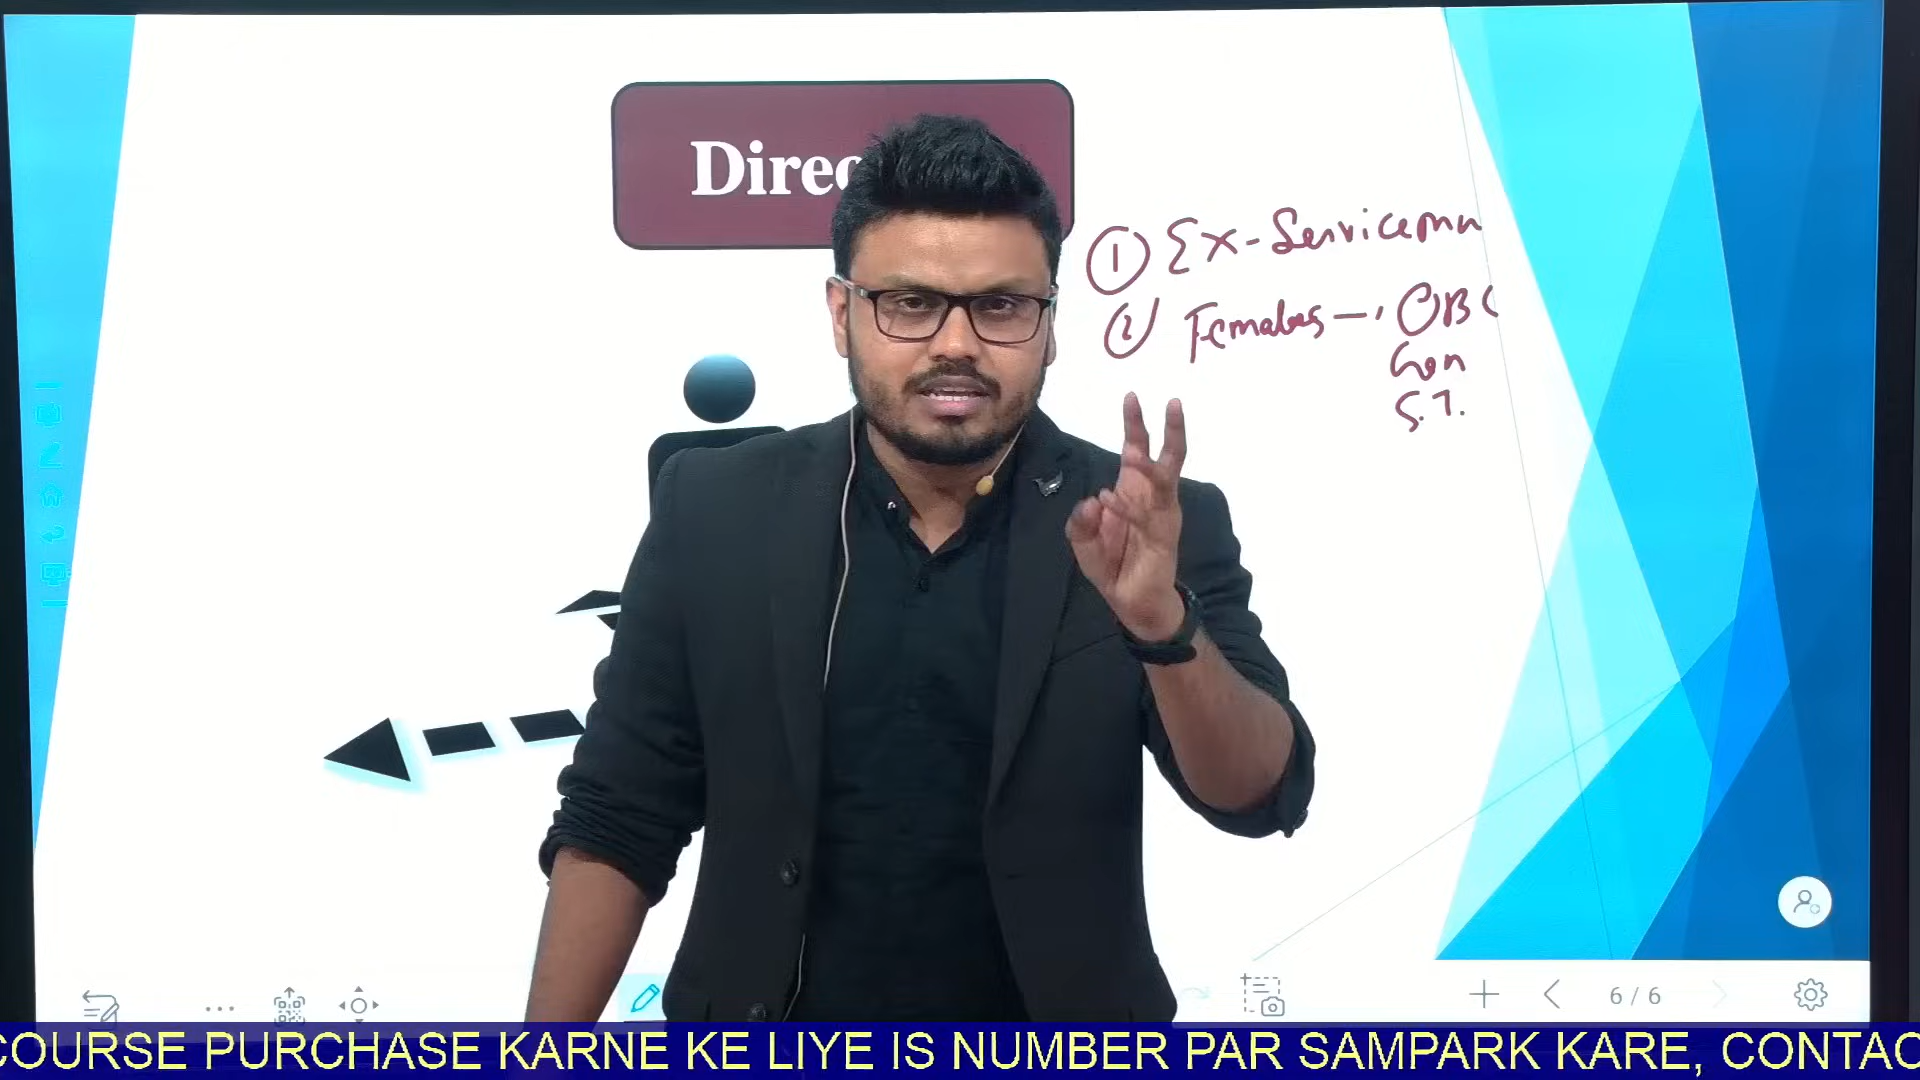 Direc
① Ex-Servicemn
② Females — OBC
Gen
S.T.
6 / 6
COURSE PURCHASE KARNE KE LIYE IS NUMBER PAR SAMPARK KARE, CONTAC